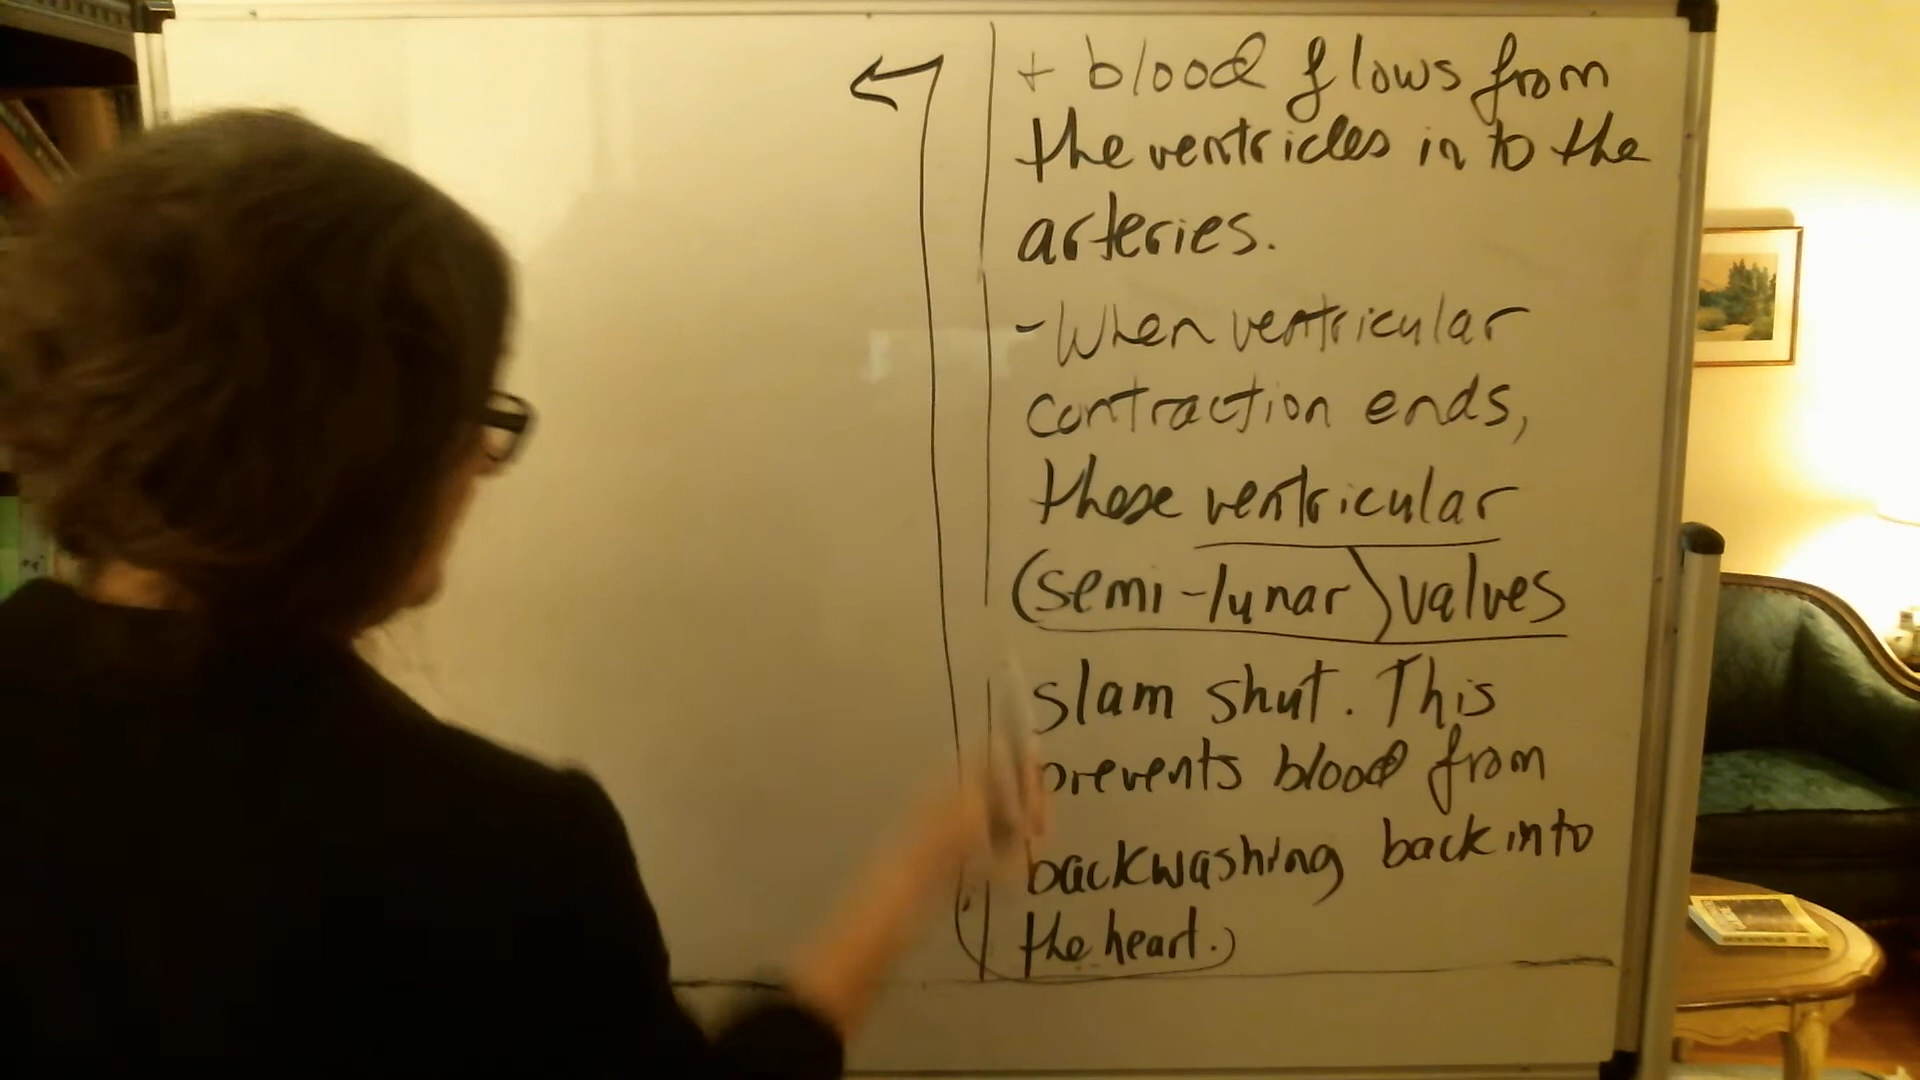 + blood flows from
the ventricles in to the
arteries.
- When ventricular
contraction ends,
these ventricular
(semi-lunar) valves
slam shut. This
prevents blood from
backwashing back into
the heart.